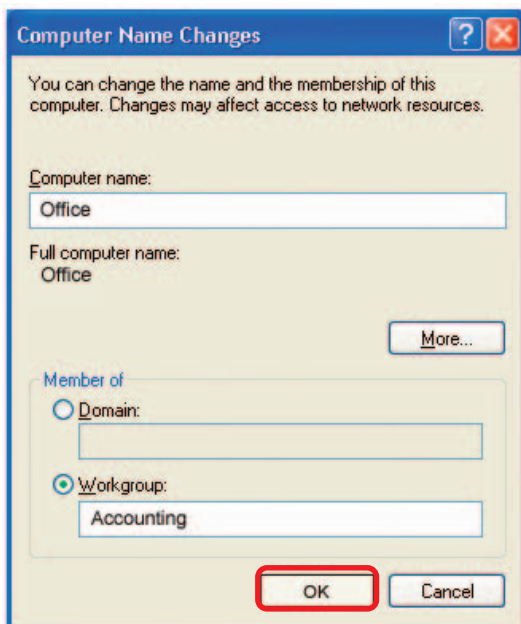 Computer Name Changes
You can change the name and the membership of this
computer. Changes may affect access to network resources.
Computer name:
Office
Full computer name:
Office
More...
Member of
Domain:
Workgroup:
Accounting
OK
Cancel